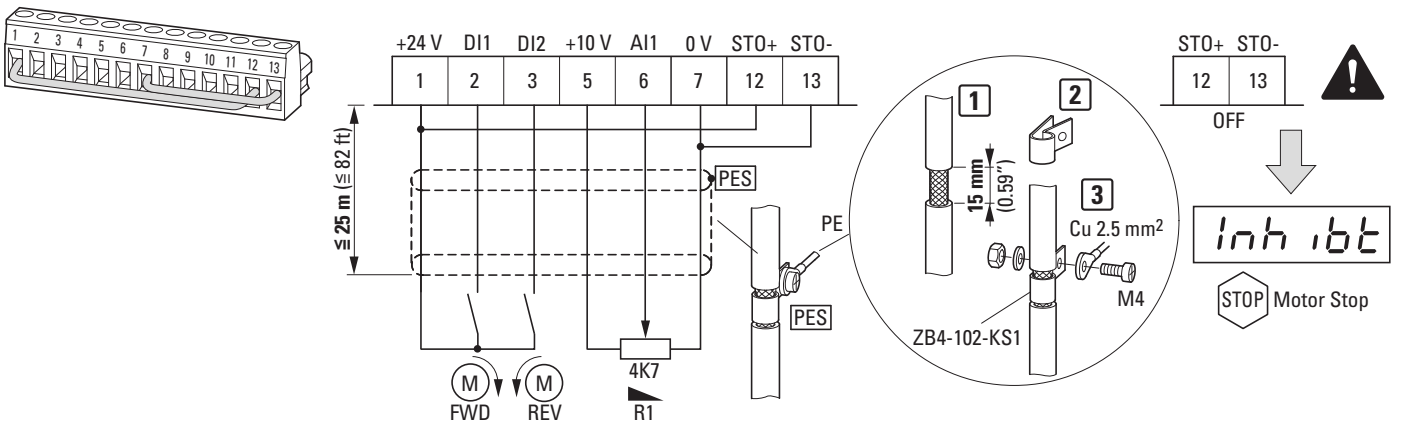 1 2 3 4 5 6 7 8 9 10 11 12 13
+24 V DI1 DI2 +10 V AI1 0 V STO+ STO-
1 2 3 5 6 7 12 13
≦ 25 m (≦ 82 ft)
PES
M
FWD
M
REV
4K7
R1
PE
PES
1
15 mm
(0.59″)
2
3
Cu 2.5 mm²
M4
ZB4-102-KS1
STO+ STO-
12 13
OFF
!
Inhibt
STOP Motor Stop